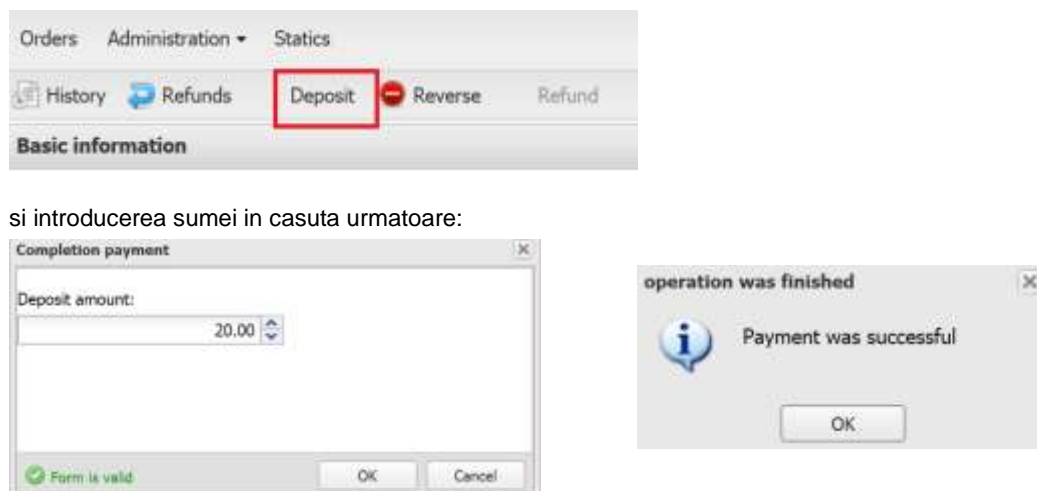 Orders Administration Statics
History Refunds Deposit Reverse Refund
Basic information
si introducerea sumei in casuta urmatoare:
Completion payment
Deposit amount:
20.00
Form is valid OK Cancel
operation was finished
Payment was successful
OK